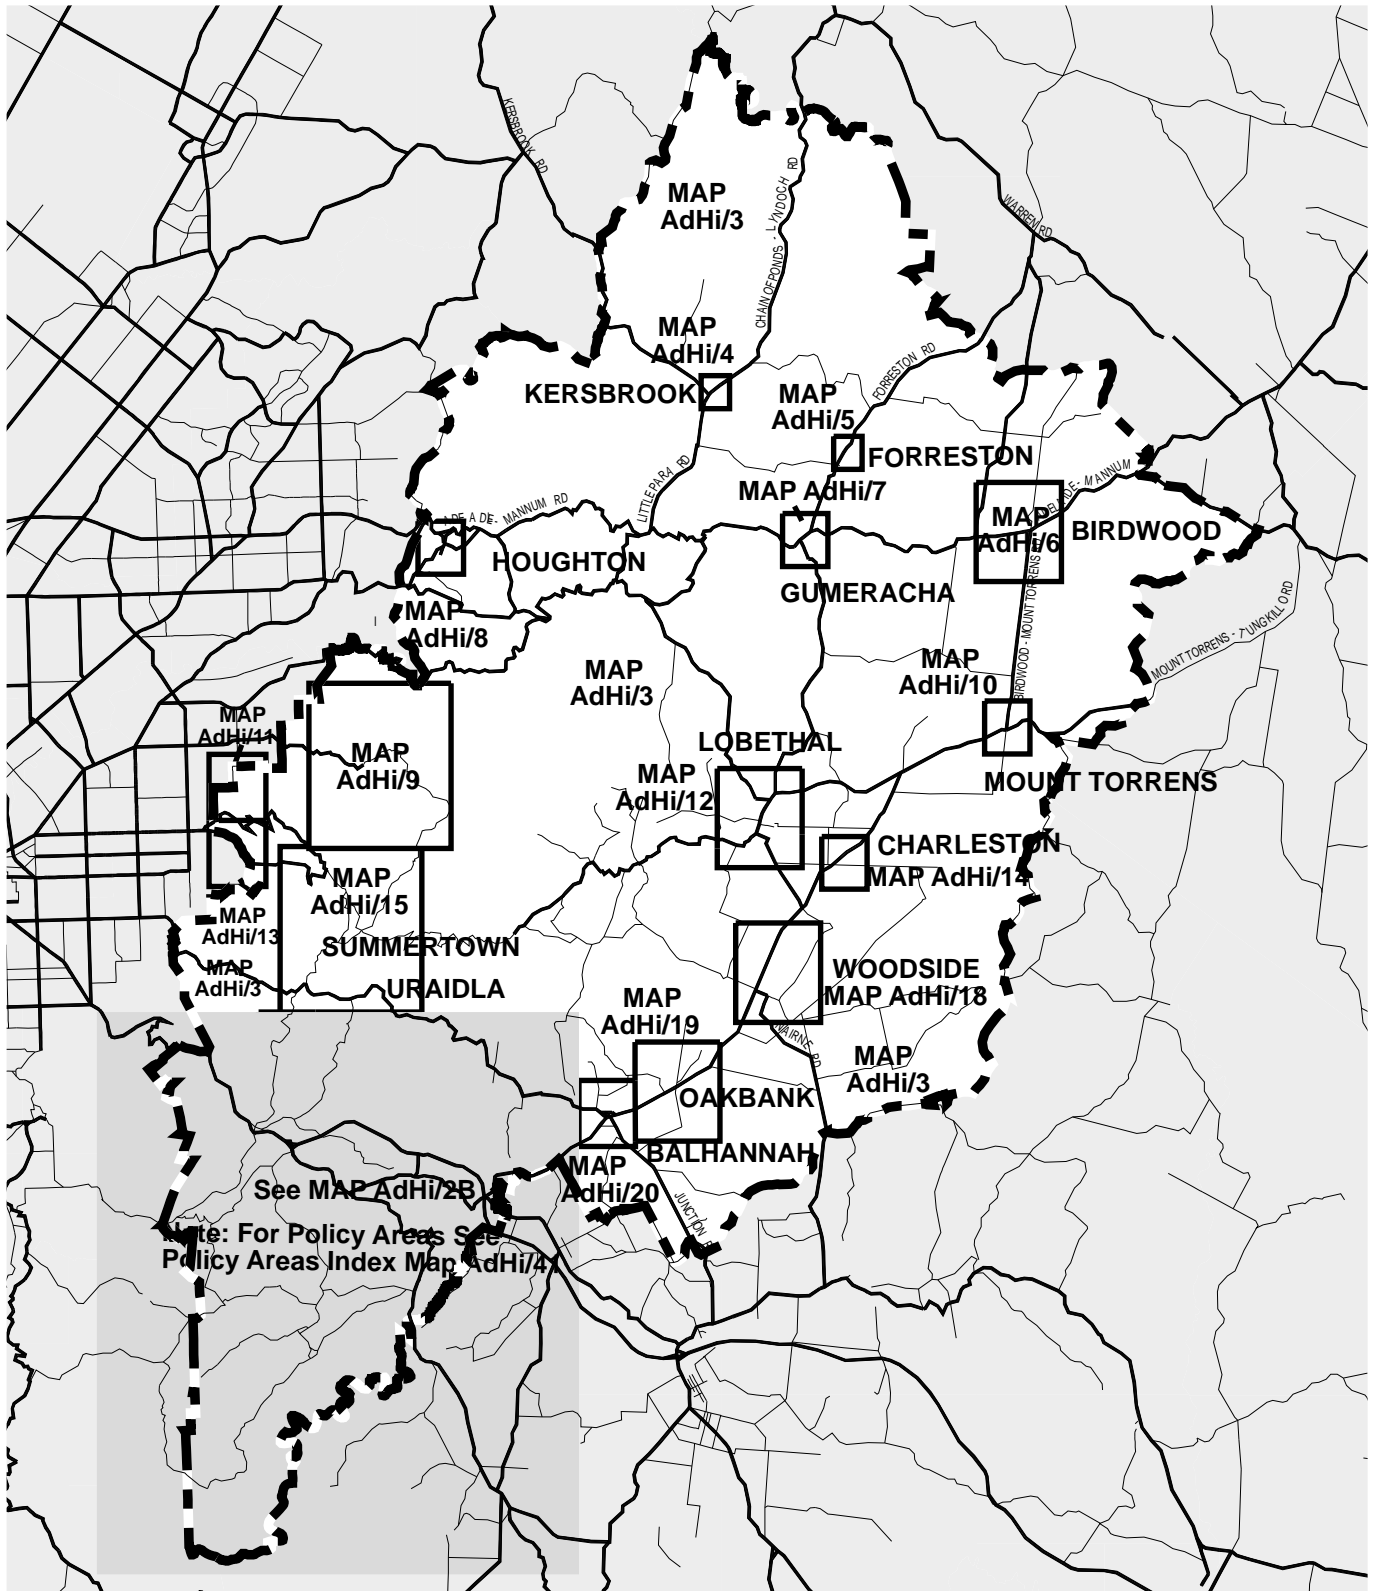 KERSBROOK RD
MAP
AdHi/3
CHAIN OF PONDS - LYNDOCH RD
WARREN RD
MAP
AdHi/4
KERSBROOK
FORRESTON RD
MAP
AdHi/5
FORRESTON
LITTLE PARA RD
MAP AdHi/7
ADELAIDE- MANNUM RD
ADELAIDE- MANNUM
MAP
AdHi/6
BIRDWOOD
HOUGHTON
GUMERACHA
BIRDWOOD - MOUNT TORRENS RD
MOUNT TORRENS - TUNGKILLO RD
MAP
AdHi/8
MAP
AdHi/3
MAP
AdHi/10
MAP
AdHi/11
MAP
AdHi/9
LOBETHAL
MAP
AdHi/12
MOUNT TORRENS
CHARLESTON
MAP AdHi/14
MAP
AdHi/15
MAP
AdHi/13
SUMMERTOWN
MAP
AdHi/3
URAIDLA
WOODSIDE
MAP AdHi/18
MAP
AdHi/19
NAIRNE RD
MAP
AdHi/3
OAKBANK
BALHANNAH
MAP
AdHi/20
JUNCTION
See MAP AdHi/2B
Note: For Policy Areas See
Policy Areas Index Map AdHi/41